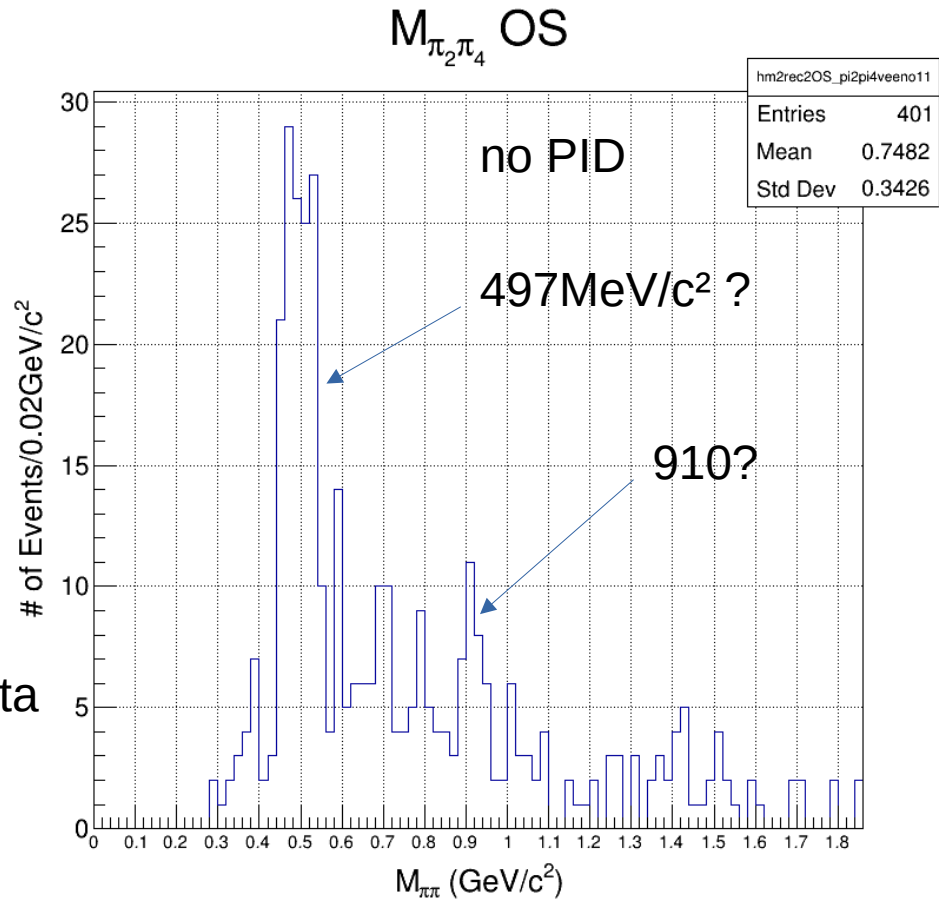 M_π₂π₄ OS
hm2rec2OS_pi2pi4veeno11
Entries 401
Mean 0.7482
Std Dev 0.3426
no PID
497MeV/c² ?
910?
ta
# of Events/0.02GeV/c²
30
25
20
15
10
5
0
0 0.1 0.2 0.3 0.4 0.5 0.6 0.7 0.8 0.9 1 1.1 1.2 1.3 1.4 1.5 1.6 1.7 1.8
M_ππ (GeV/c²)